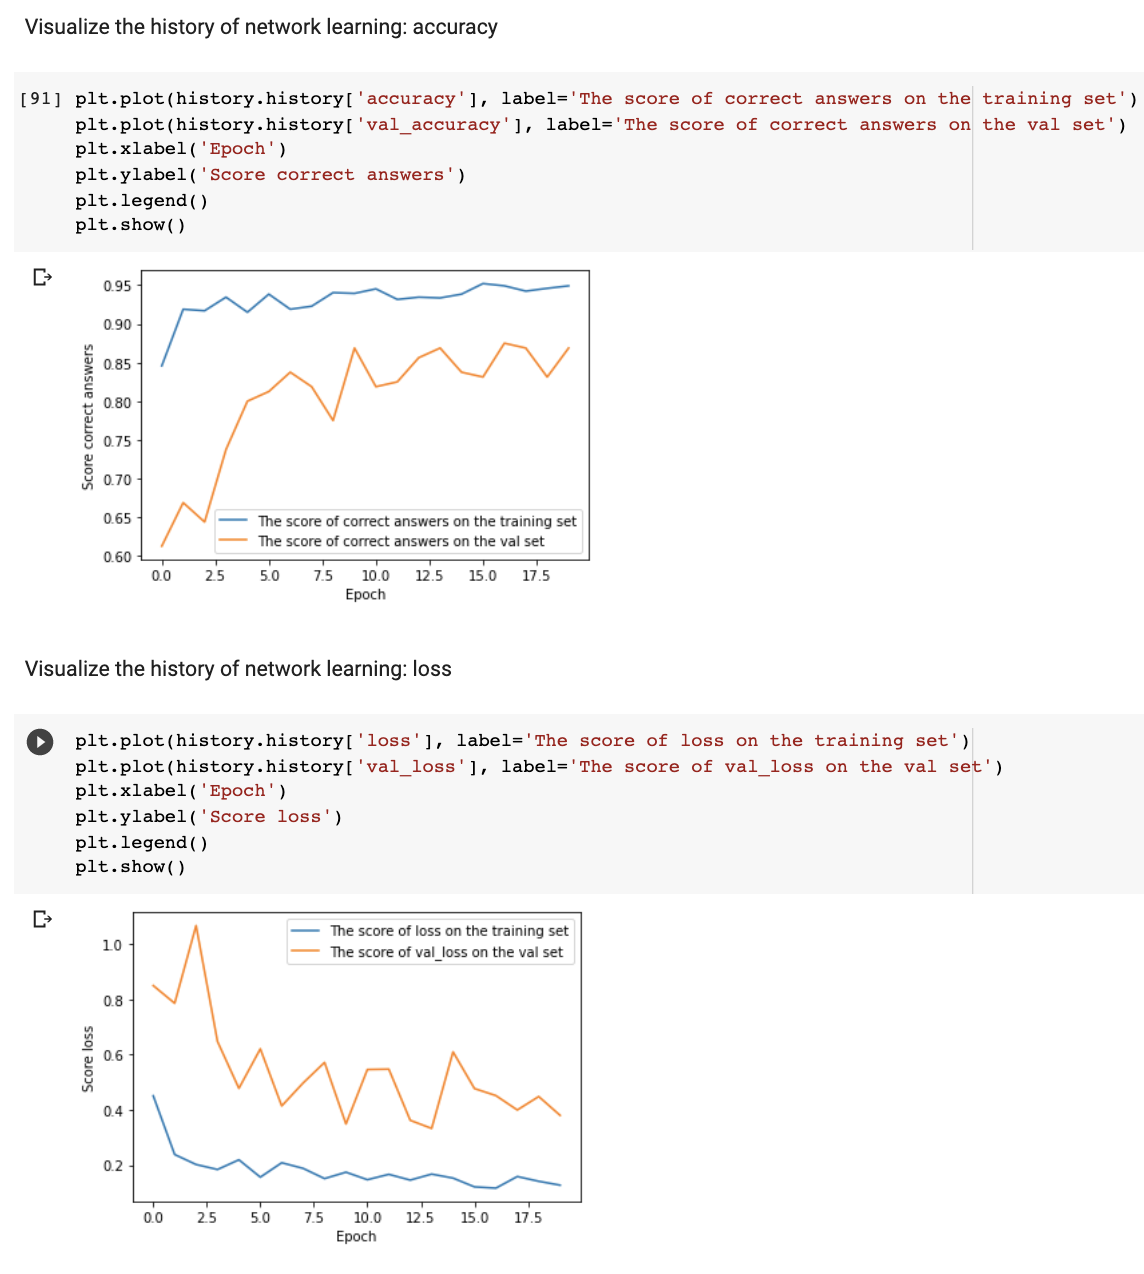 Visualize the history of network learning: accuracy
[91] plt.plot(history.history['accuracy'], label='The score of correct answers on the training set')
plt.plot(history.history['val_accuracy'], label='The score of correct answers on the val set')
plt.xlabel('Epoch')
plt.ylabel('Score correct answers')
plt.legend()
plt.show()
0.95
0.90
0.85
0.80
0.75
0.70
0.65
0.60
Score correct answers
The score of correct answers on the training set
The score of correct answers on the val set
0.0 2.5 5.0 7.5 10.0 12.5 15.0 17.5
Epoch
Visualize the history of network learning: loss
plt.plot(history.history['loss'], label='The score of loss on the training set')
plt.plot(history.history['val_loss'], label='The score of val_loss on the val set')
plt.xlabel('Epoch')
plt.ylabel('Score loss')
plt.legend()
plt.show()
The score of loss on the training set
The score of val_loss on the val set
1.0
0.8
0.6
0.4
0.2
Score loss
0.0 2.5 5.0 7.5 10.0 12.5 15.0 17.5
Epoch